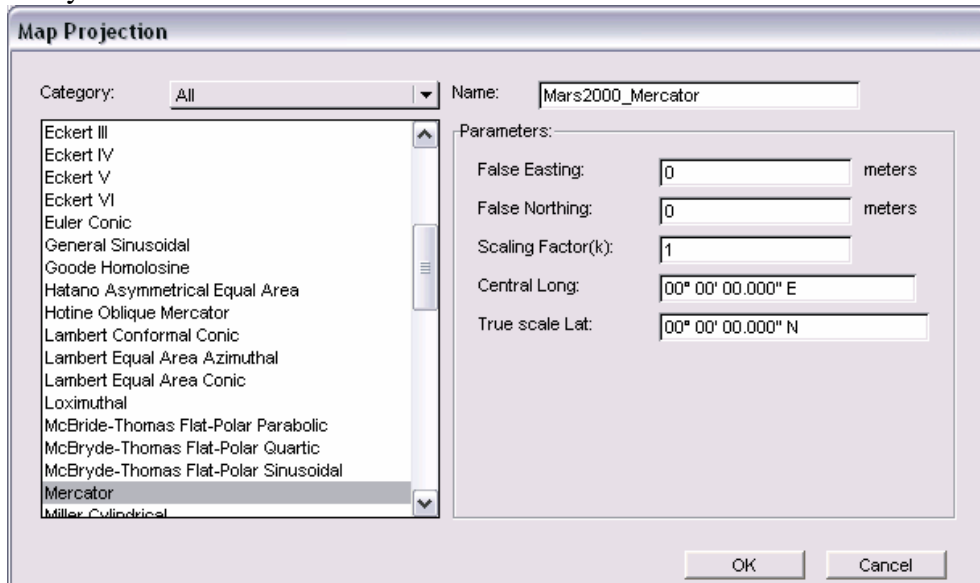 Map Projection
Category: All
Name: Mars2000_Mercator
Eckert III
Eckert IV
Eckert V
Eckert VI
Euler Conic
General Sinusoidal
Goode Homolosine
Hatano Asymmetrical Equal Area
Hotine Oblique Mercator
Lambert Conformal Conic
Lambert Equal Area Azimuthal
Lambert Equal Area Conic
Loximuthal
McBride-Thomas Flat-Polar Parabolic
McBryde-Thomas Flat-Polar Quartic
McBryde-Thomas Flat-Polar Sinusoidal
Mercator
Miller Cylindrical
Parameters:
False Easting: 0 meters
False Northing: 0 meters
Scaling Factor(k): 1
Central Long: 00° 00' 00.000" E
True scale Lat: 00° 00' 00.000" N
OK Cancel